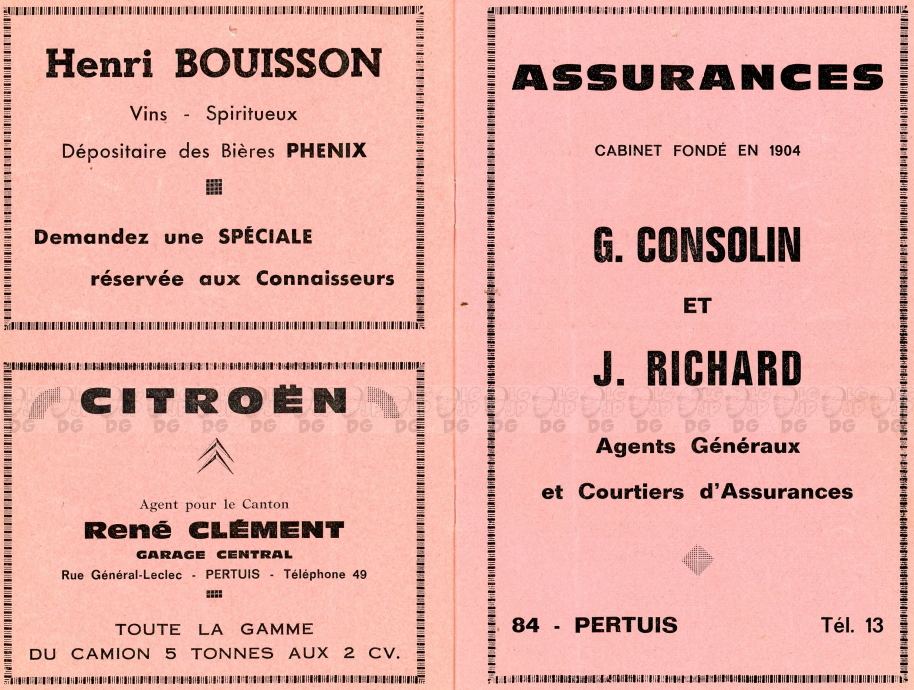 Henri BOUISSON
Vins - Spiritueux
Dépositaire des Bières PHENIX
Demandez une SPÉCIALE
réservée aux Connaisseurs
CITROËN
Agent pour le Canton
René CLÉMENT
GARAGE CENTRAL
Rue Général-Leclec - PERTUIS - Téléphone 49
TOUTE LA GAMME
DU CAMION 5 TONNES AUX 2 CV.
ASSURANCES
CABINET FONDÉ EN 1904
G. CONSOLIN
ET
J. RICHARD
Agents Généraux
et Courtiers d'Assurances
84 - PERTUIS Tél. 13